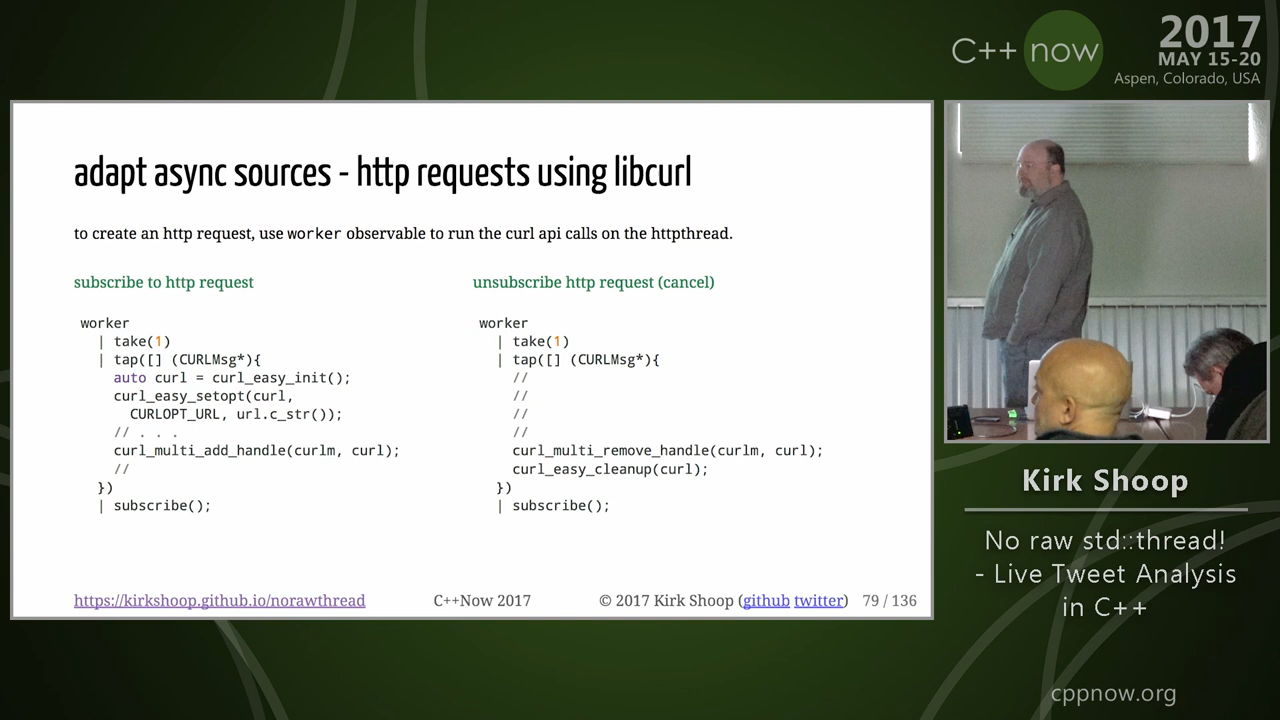 C++ now
2017
MAY 15-20
Aspen, Colorado, USA
adapt async sources - http requests using libcurl
to create an http request, use worker observable to run the curl api calls on the httpthread.
subscribe to http request
worker
| take(1)
| tap([] (CURLMsg*){
auto curl = curl_easy_init();
curl_easy_setopt(curl,
CURLOPT_URL, url.c_str());
// . . .
curl_multi_add_handle(curlm, curl);
//
})
| subscribe();
unsubscribe http request (cancel)
worker
| take(1)
| tap([] (CURLMsg*){
//
//
//
//
curl_multi_remove_handle(curlm, curl);
curl_easy_cleanup(curl);
})
| subscribe();
https://kirkshoop.github.io/norawthread C++Now 2017 © 2017 Kirk Shoop (github twitter) 79 / 136
Kirk Shoop
No raw std::thread!
- Live Tweet Analysis
in C++
cppnow.org